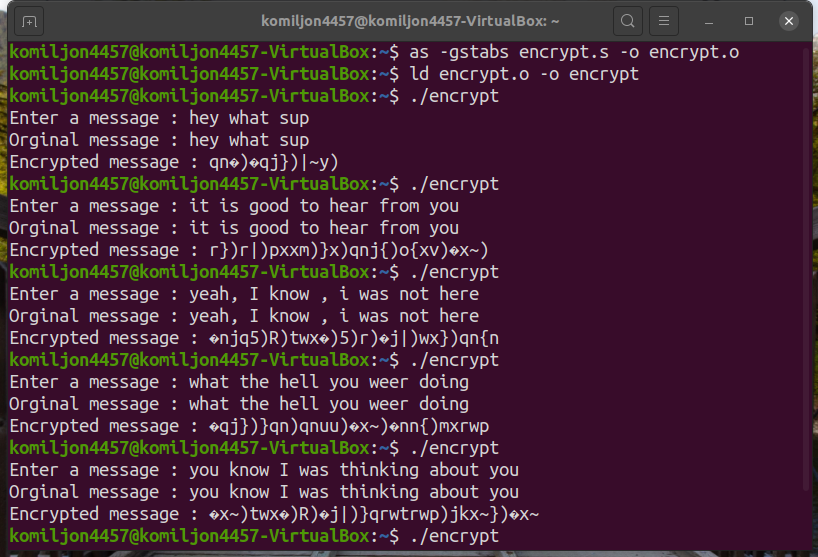 komiljon4457@komiljon4457-VirtualBox: ~
komiljon4457@komiljon4457-VirtualBox:~$ as -gstabs encrypt.s -o encrypt.o
komiljon4457@komiljon4457-VirtualBox:~$ ld encrypt.o -o encrypt
komiljon4457@komiljon4457-VirtualBox:~$ ./encrypt
Enter a message : hey what sup
Orginal message : hey what sup
Encrypted message : qn�)�qj})|~y)
komiljon4457@komiljon4457-VirtualBox:~$ ./encrypt
Enter a message : it is good to hear from you
Orginal message : it is good to hear from you
Encrypted message : r})r|)pxxm)}x)qnj{)o{xv)�x~)
komiljon4457@komiljon4457-VirtualBox:~$ ./encrypt
Enter a message : yeah, I know , i was not here
Orginal message : yeah, I know , i was not here
Encrypted message : �njq5)R)twx�)5)r)�j|)wx})qn{n
komiljon4457@komiljon4457-VirtualBox:~$ ./encrypt
Enter a message : what the hell you weer doing
Orginal message : what the hell you weer doing
Encrypted message : �qj})}qn)qnuu)�x~)�nn{)mxrwp
komiljon4457@komiljon4457-VirtualBox:~$ ./encrypt
Enter a message : you know I was thinking about you
Orginal message : you know I was thinking about you
Encrypted message : �x~)twx�)R)�j|)}qrwtrwp)jkx~})�x~
komiljon4457@komiljon4457-VirtualBox:~$ ./encrypt